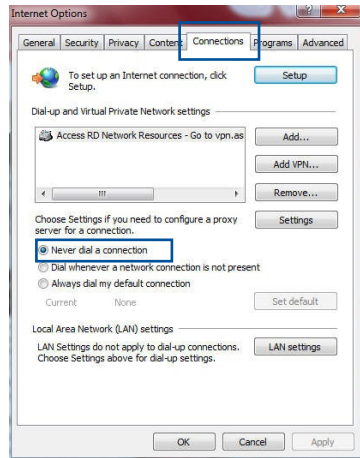 Internet Options
General Security Privacy Content Connections Programs Advanced
To set up an Internet connection, click
Setup.
Setup
Dial-up and Virtual Private Network settings
Access RD Network Resources - Go to vpn.as
Add...
Add VPN...
Remove...
Choose Settings if you need to configure a proxy
server for a connection.
Settings
Never dial a connection
Dial whenever a network connection is not present
Always dial my default connection
Current None
Set default
Local Area Network (LAN) settings
LAN Settings do not apply to dial-up connections.
Choose Settings above for dial-up settings.
LAN settings
OK Cancel Apply